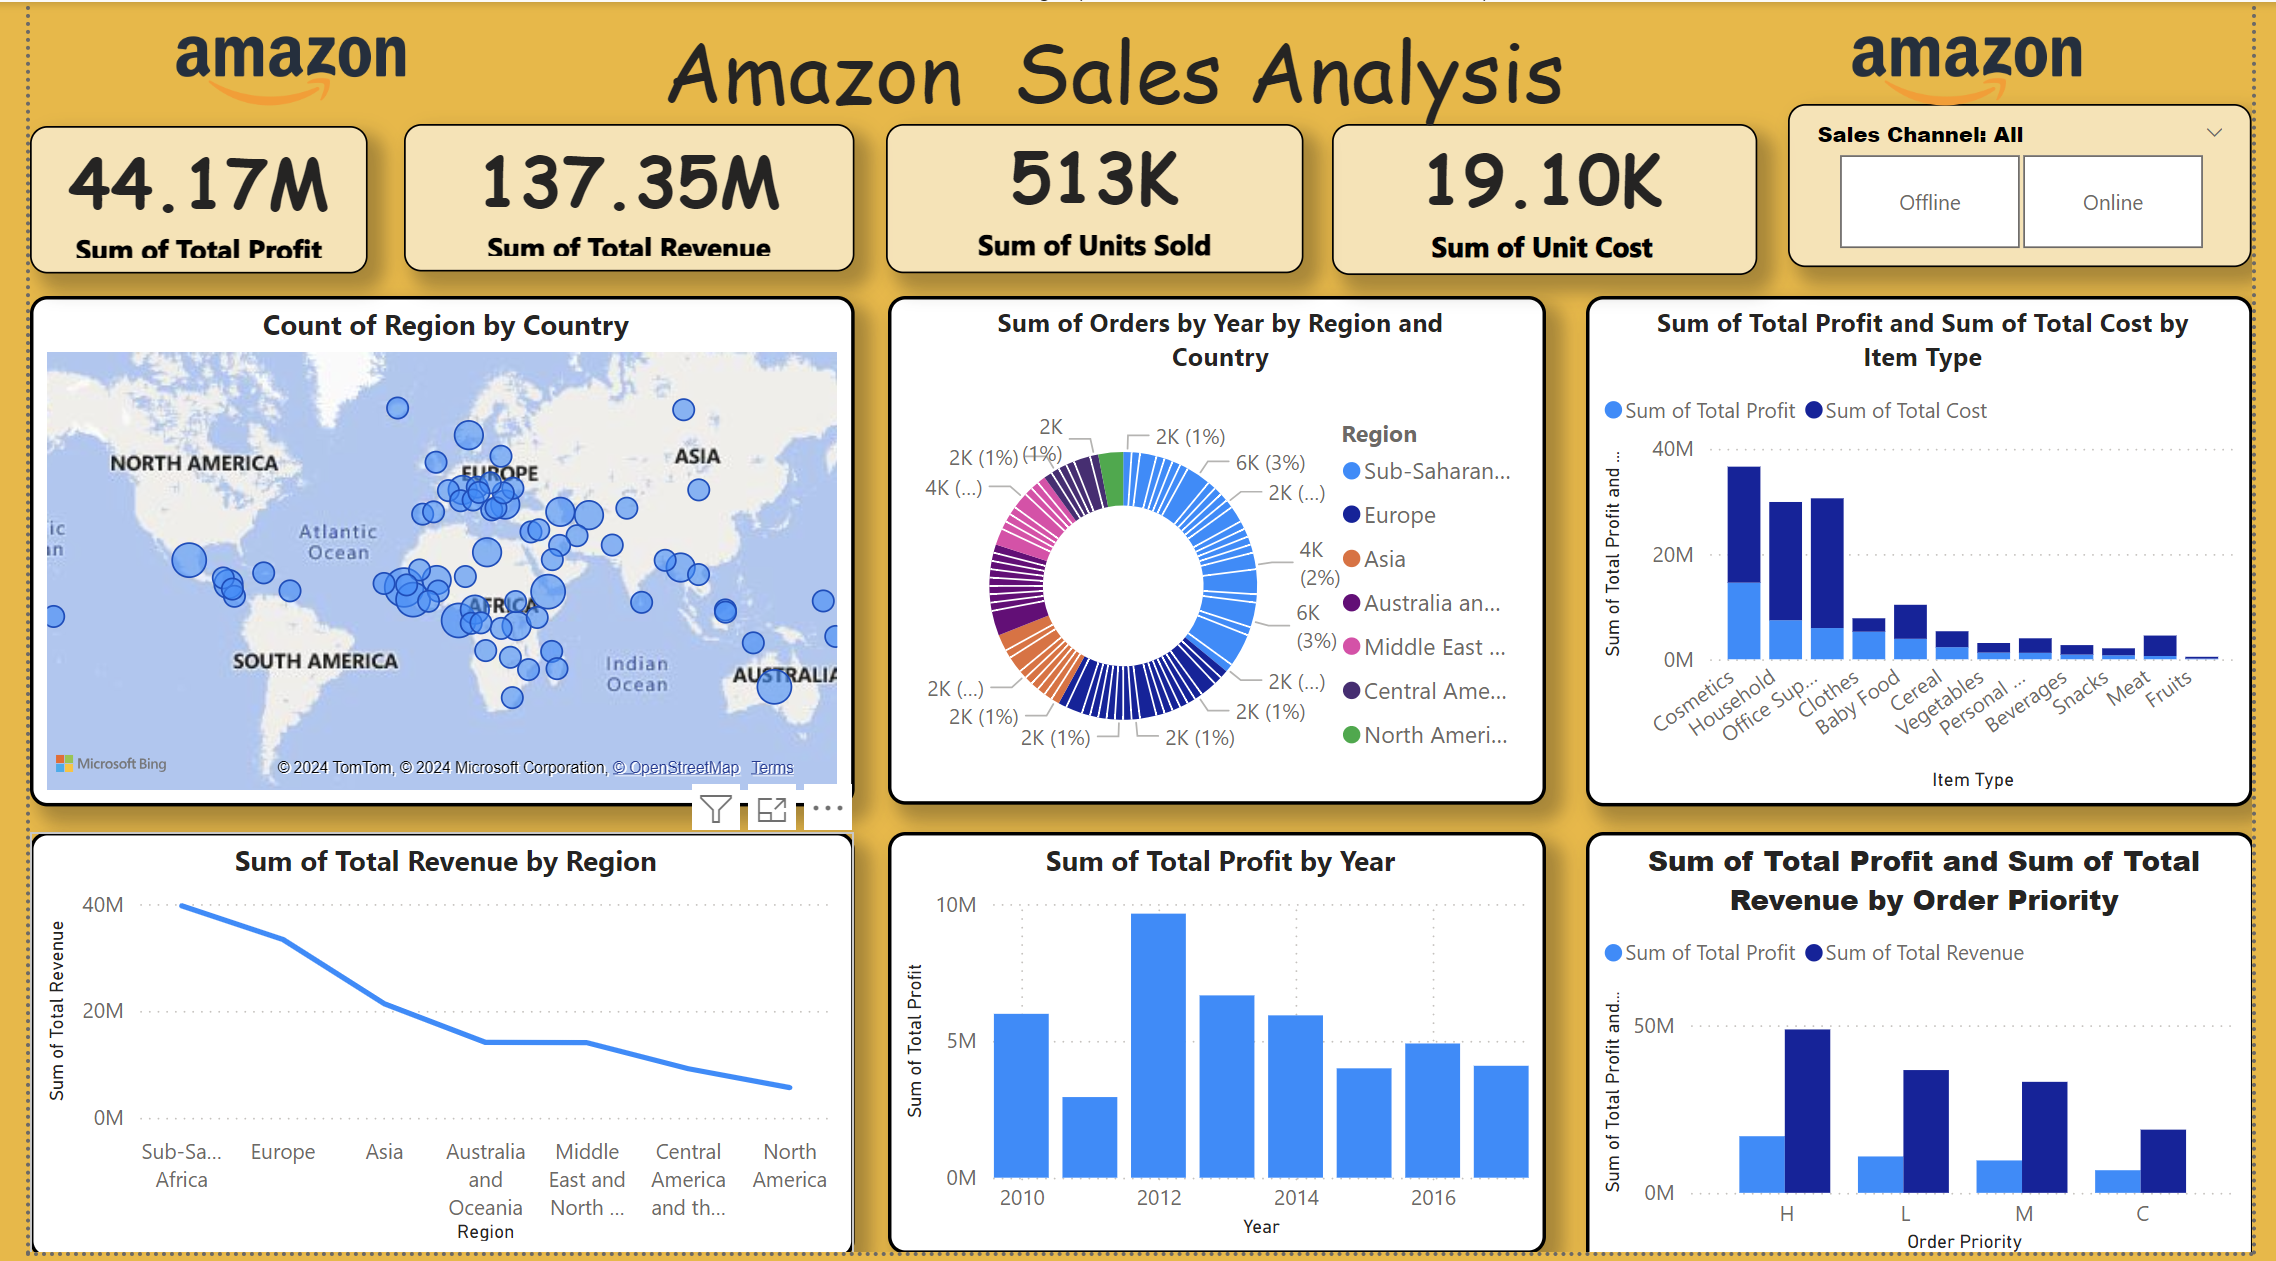 amazon
Amazon Sales Analysis
amazon
44.17M
Sum of Total Profit
137.35M
Sum of Total Revenue
513K
Sum of Units Sold
19.10K
Sum of Unit Cost
Sales Channel: All
Offline
Online
Count of Region by Country
NORTH AMERICA
EUROPE
ASIA
Atlantic
Ocean
AFRICA
SOUTH AMERICA
Indian
Ocean
AUSTRALIA
Microsoft Bing
© 2024 TomTom, © 2024 Microsoft Corporation, © OpenStreetMap Terms
Sum of Orders by Year by Region and
Country
2K
(1%)
2K (1%)
4K (...)
2K (1%)
6K (3%)
2K (...)
4K
(2%)
6K
(3%)
2K (...)
2K (1%)
2K (1%)
2K (1%)
2K (1%)
2K (...)
Region
Sub-Saharan...
Europe
Asia
Australia an...
Middle East ...
Central Ame...
North Ameri...
Sum of Total Profit and Sum of Total Cost by
Item Type
Sum of Total Profit
Sum of Total Cost
Sum of Total Profit and ...
40M
20M
0M
Cosmetics
Household
Office Sup...
Clothes
Baby Food
Cereal
Vegetables
Personal ...
Beverages
Snacks
Meat
Fruits
Item Type
Sum of Total Revenue by Region
Sum of Total Revenue
40M
20M
0M
Sub-Sa...
Africa
Europe
Asia
Australia
and
Oceania
Middle
East and
North ...
Central
America
and th...
North
America
Region
Sum of Total Profit by Year
Sum of Total Profit
10M
5M
0M
2010
2012
2014
2016
Year
Sum of Total Profit and Sum of Total
Revenue by Order Priority
Sum of Total Profit
Sum of Total Revenue
Sum of Total Profit and...
50M
0M
H
L
M
C
Order Priority